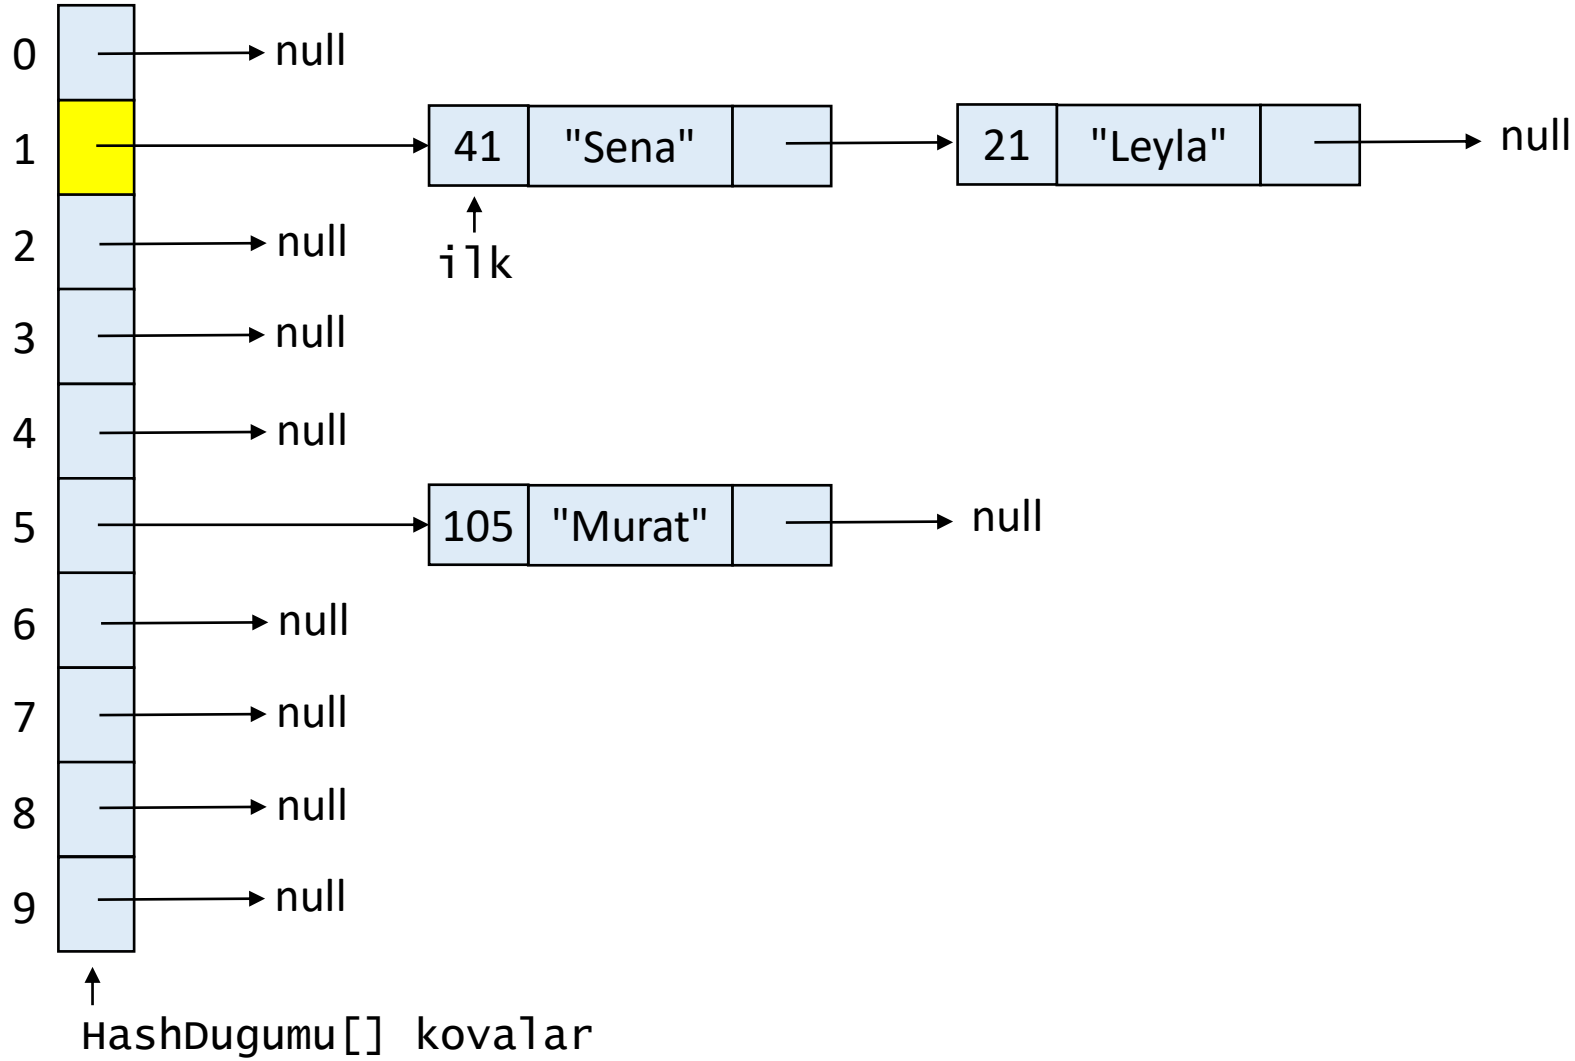 0 null
1 41 "Sena" 21 "Leyla" null
ilk
2 null
3 null
4 null
5 105 "Murat" null
6 null
7 null
8 null
9 null
HashDugumu[] kovalar